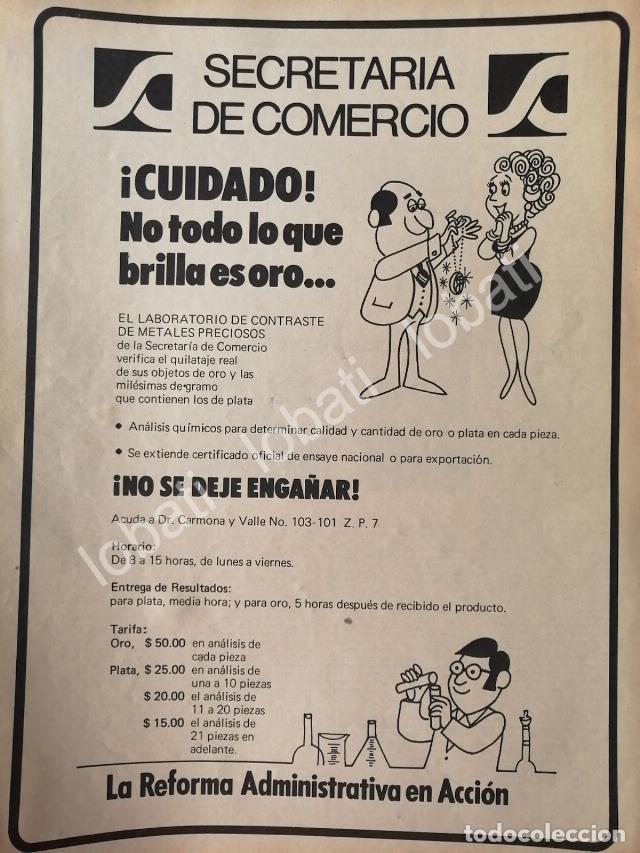 SECRETARIA
DE COMERCIO
¡CUIDADO!
No todo lo que
brilla es oro...
EL LABORATORIO DE CONTRASTE
DE METALES PRECIOSOS
de la Secretaría de Comercio
verifica el quilataje real
de sus objetos de oro y las
milésimas de gramo
que contienen los de plata
• Análisis químicos para determinar calidad y cantidad de oro o plata en cada pieza.
• Se extiende certificado oficial de ensaye nacional o para exportación.
¡NO SE DEJE ENGAÑAR!
Acuda a Dr. Carmona y Valle No. 103-101 Z. P. 7
Horario:
De 8 a 15 horas, de lunes a viernes.
Entrega de Resultados:
para plata, media hora; y para oro, 5 horas después de recibido el producto.
Tarifa:
Oro, $ 50.00 en análisis de
cada pieza
Plata, $ 25.00 en análisis de
una a 10 piezas
$ 20.00 el análisis de
11 a 20 piezas
$ 15.00 el análisis de
21 piezas en
adelante.
La Reforma Administrativa en Acción
lobati lobati lobati lobati
todocoleccion.net